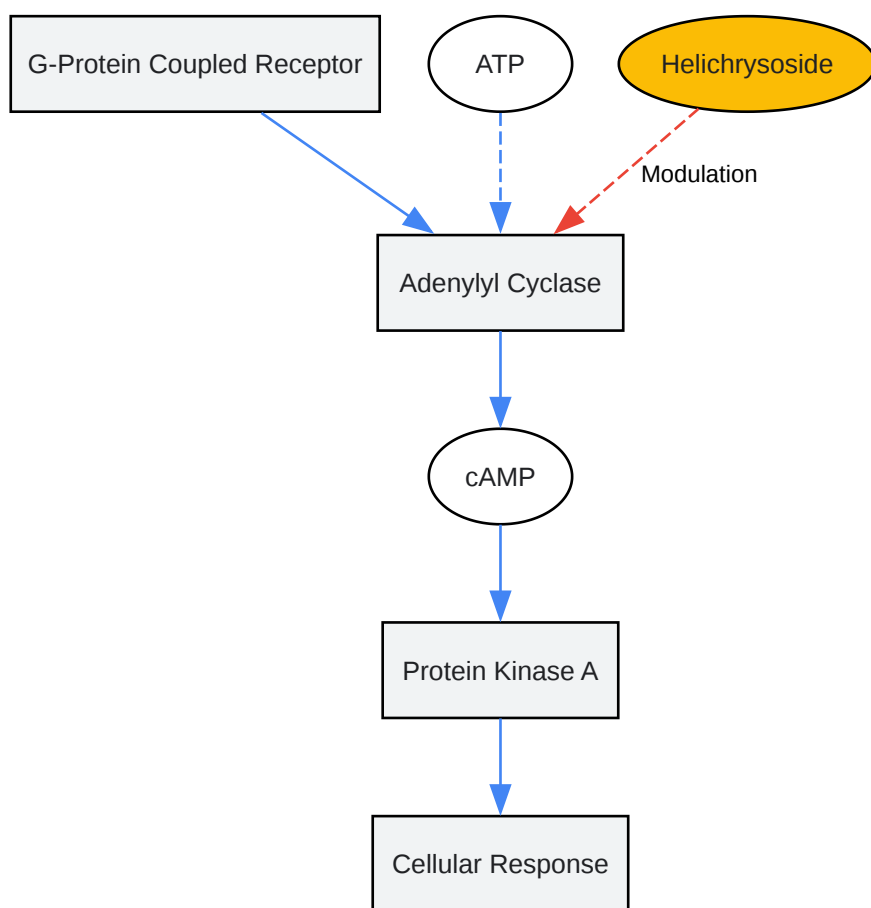 G-Protein Coupled Receptor
ATP
Helichrysoside
Modulation
Adenylyl Cyclase
cAMP
Protein Kinase A
Cellular Response